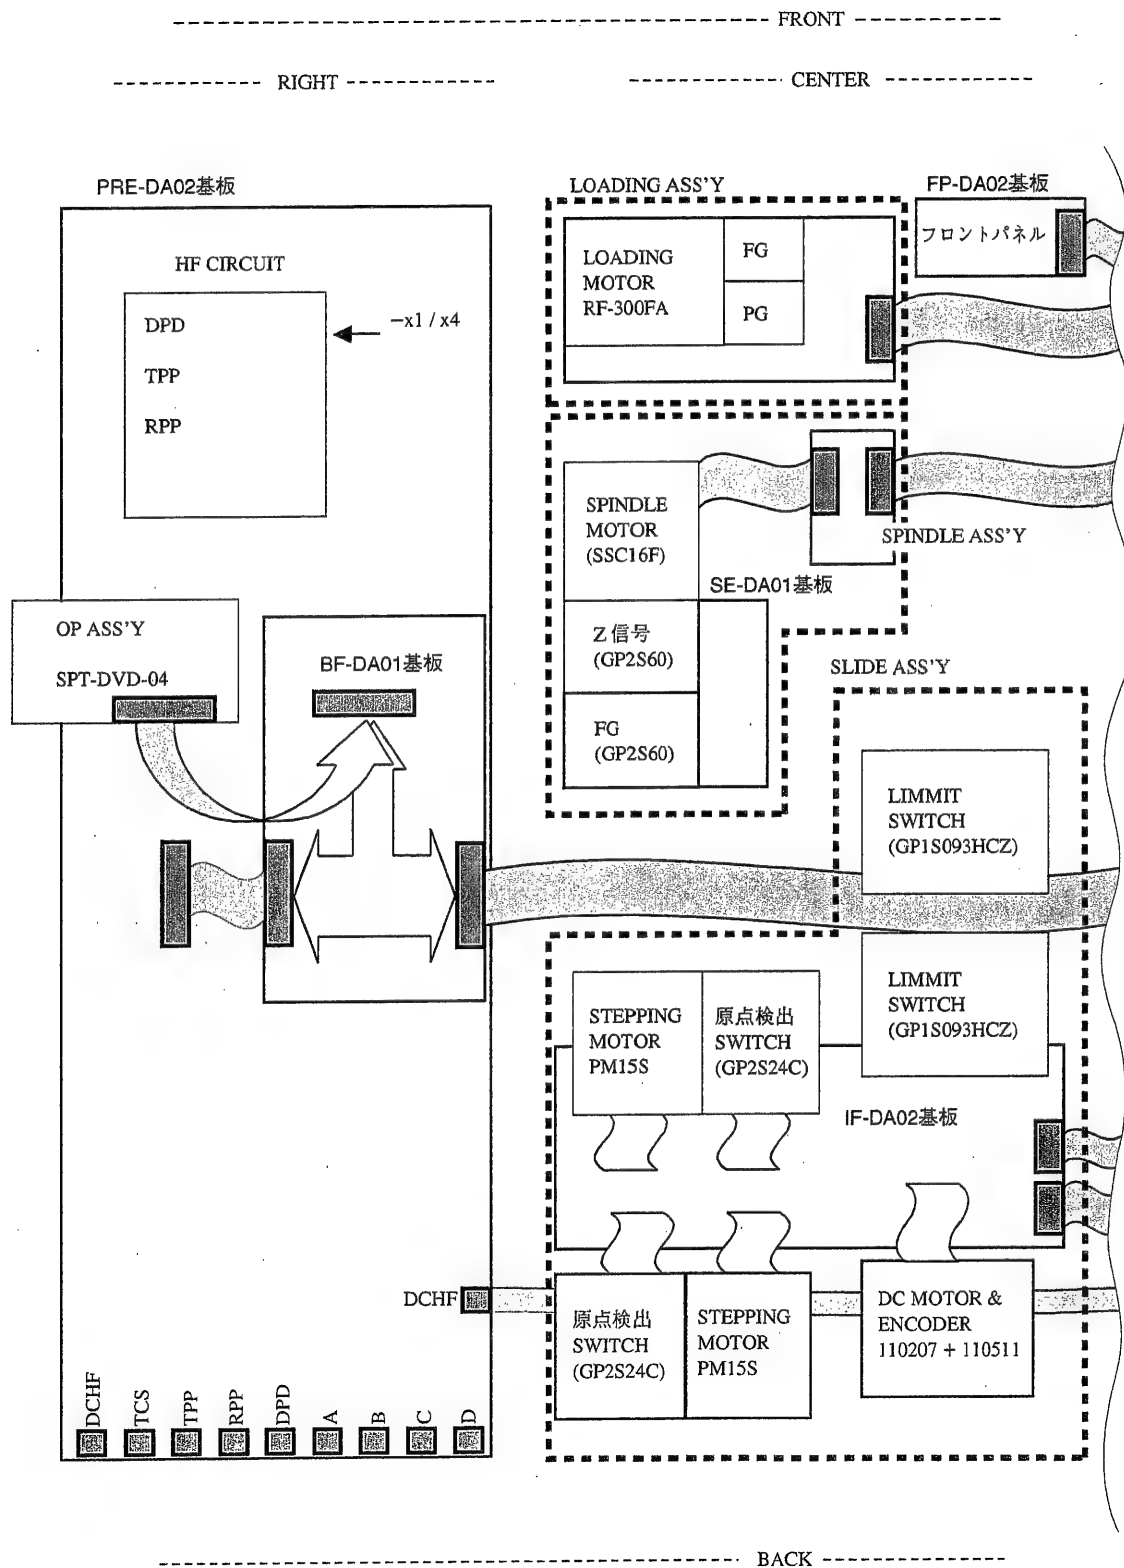 FRONT
RIGHT
CENTER
PRE-DA02基板
HF CIRCUIT
DPD
TPP
RPP
−x1 / x4
OP ASS'Y
SPT-DVD-04
BF-DA01基板
DCHF
DCHF
TCS
TPP
RPP
DPD
A
B
C
D
LOADING ASS'Y
LOADING
MOTOR
RF-300FA
FG
PG
FP-DA02基板
フロントパネル
SPINDLE
MOTOR
(SSC16F)
SPINDLE ASS'Y
SE-DA01基板
Z 信号
(GP2S60)
FG
(GP2S60)
SLIDE ASS'Y
LIMMIT
SWITCH
(GP1S093HCZ)
LIMMIT
SWITCH
(GP1S093HCZ)
STEPPING
MOTOR
PM15S
原点検出
SWITCH
(GP2S24C)
IF-DA02基板
原点検出
SWITCH
(GP2S24C)
STEPPING
MOTOR
PM15S
DC MOTOR &
ENCODER
110207 + 110511
BACK